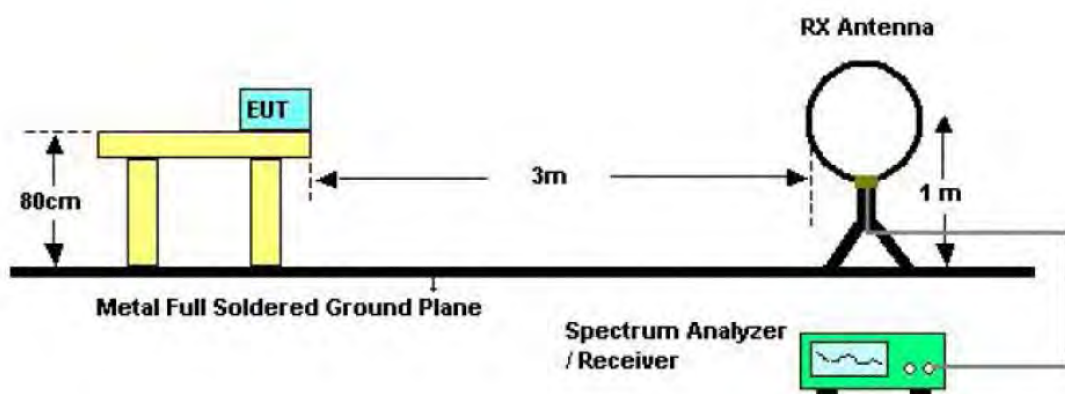 RX Antenna
EUT
3m
80cm
1 m
Metal Full Soldered Ground Plane
Spectrum Analyzer
/ Receiver